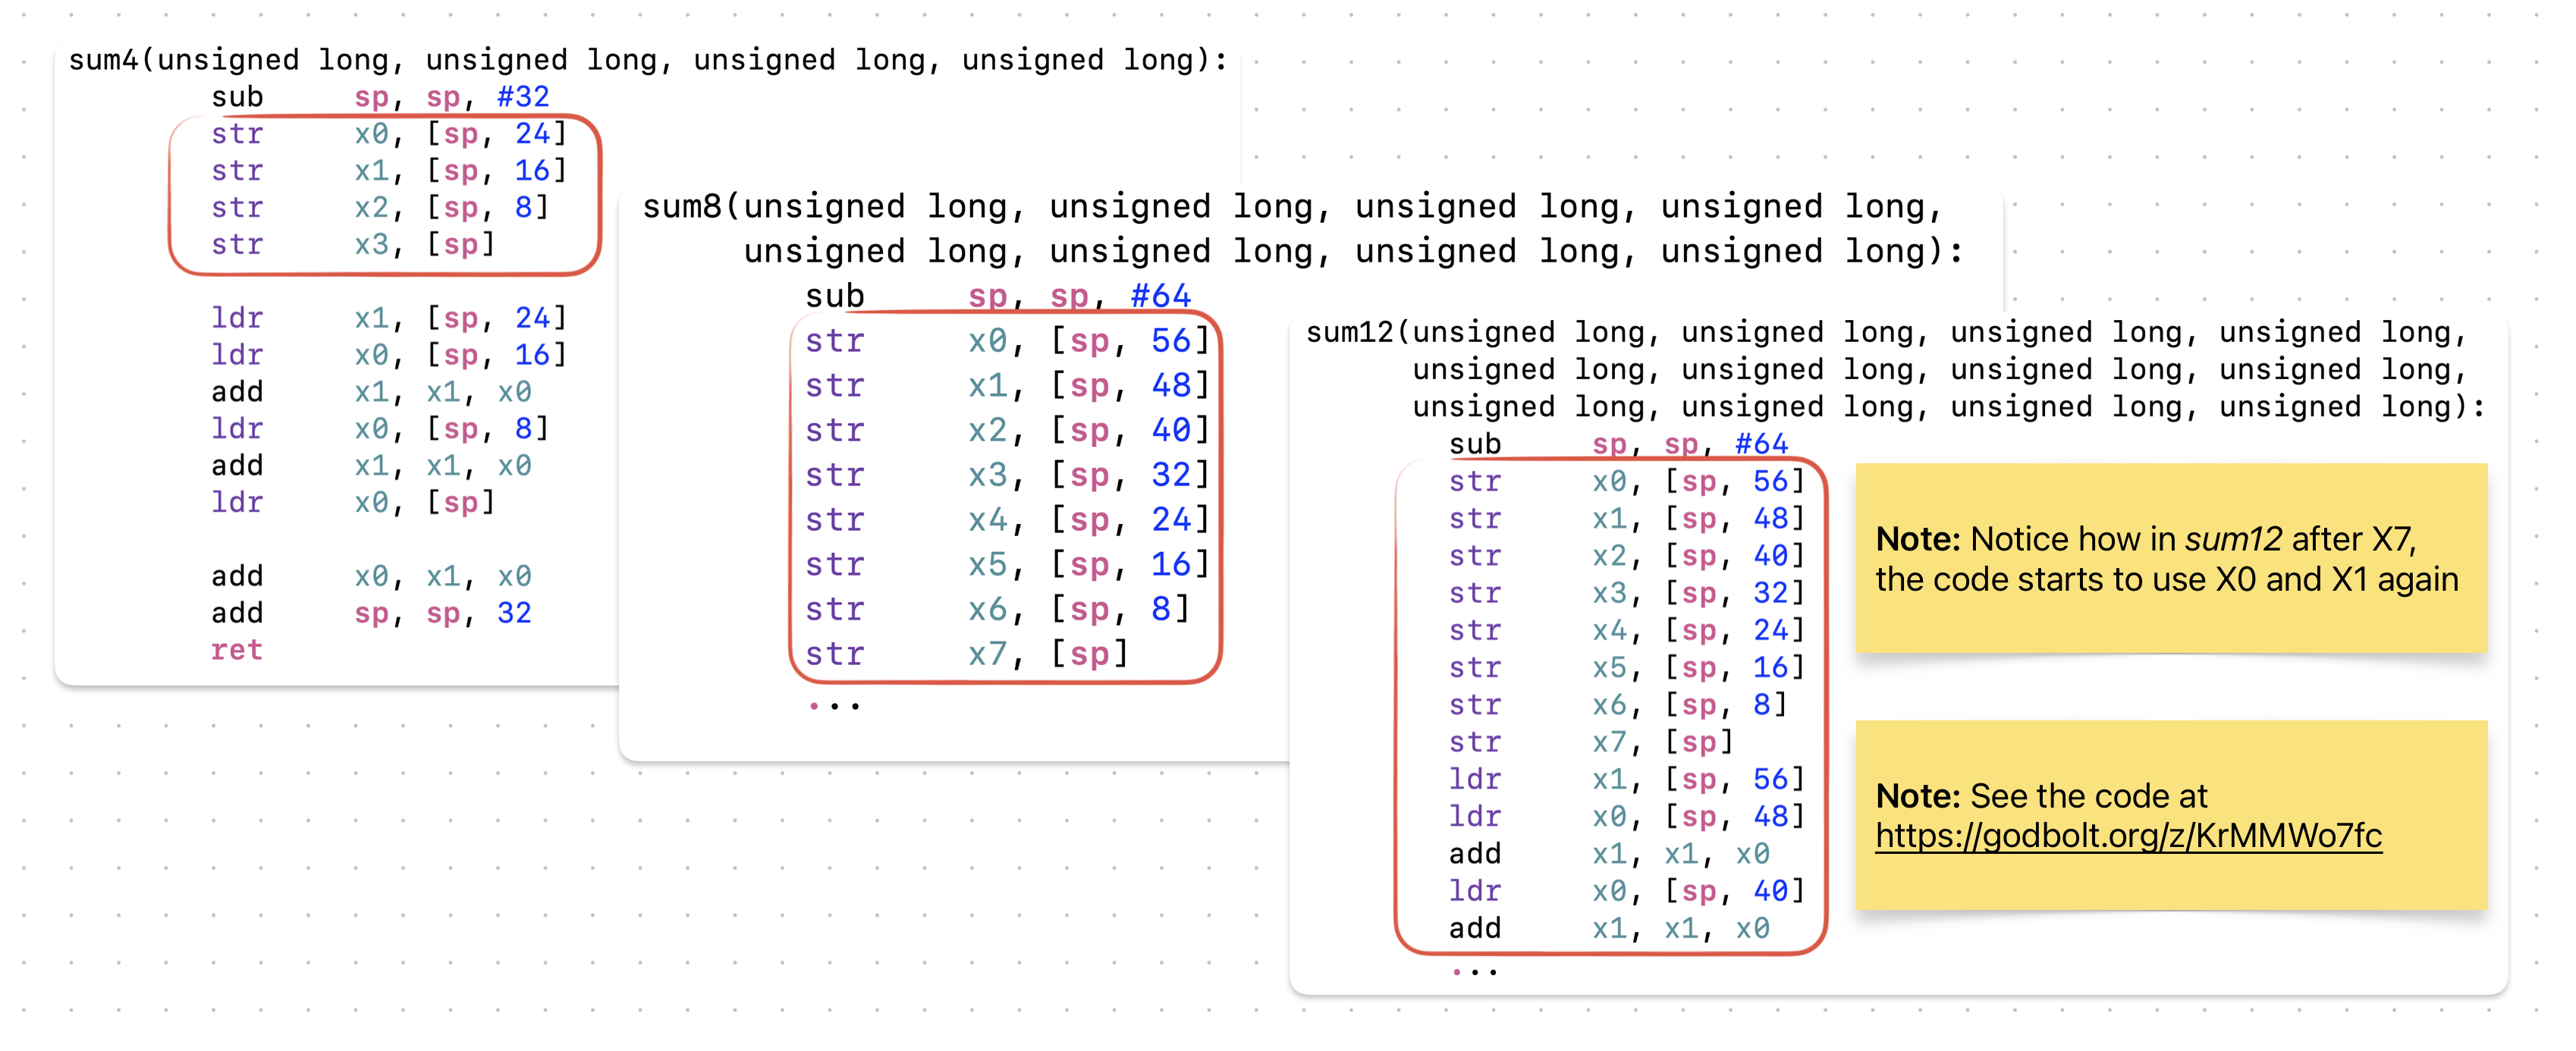 sum4(unsigned long, unsigned long, unsigned long, unsigned long):
sub sp, sp, #32
str x0, [sp, 24]
str x1, [sp, 16]
str x2, [sp, 8]
str x3, [sp]
ldr x1, [sp, 24]
ldr x0, [sp, 16]
add x1, x1, x0
ldr x0, [sp, 8]
add x1, x1, x0
ldr x0, [sp]
add x0, x1, x0
add sp, sp, 32
ret
sum8(unsigned long, unsigned long, unsigned long, unsigned long,
unsigned long, unsigned long, unsigned long, unsigned long):
sub sp, sp, #64
str x0, [sp, 56]
str x1, [sp, 48]
str x2, [sp, 40]
str x3, [sp, 32]
str x4, [sp, 24]
str x5, [sp, 16]
str x6, [sp, 8]
str x7, [sp]
...
sum12(unsigned long, unsigned long, unsigned long, unsigned long,
unsigned long, unsigned long, unsigned long, unsigned long,
unsigned long, unsigned long, unsigned long, unsigned long):
sub sp, sp, #64
str x0, [sp, 56]
str x1, [sp, 48]
str x2, [sp, 40]
str x3, [sp, 32]
str x4, [sp, 24]
str x5, [sp, 16]
str x6, [sp, 8]
str x7, [sp]
ldr x1, [sp, 56]
ldr x0, [sp, 48]
add x1, x1, x0
ldr x0, [sp, 40]
add x1, x1, x0
...
Note: Notice how in sum12 after X7,
the code starts to use X0 and X1 again
Note: See the code at
https://godbolt.org/z/KrMMWo7fc